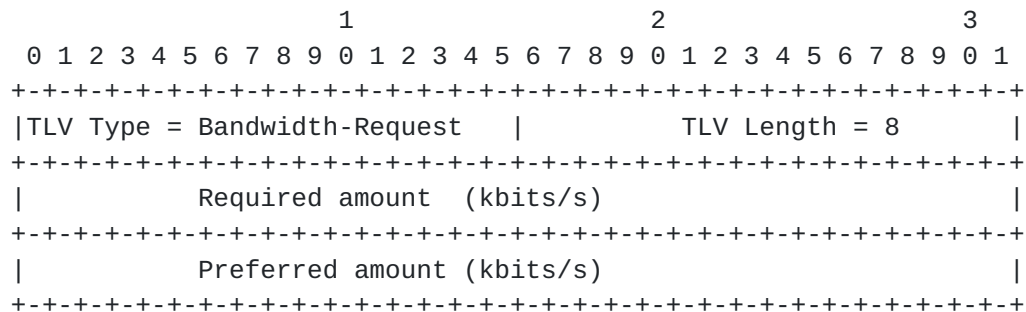 1                   2                   3
 0 1 2 3 4 5 6 7 8 9 0 1 2 3 4 5 6 7 8 9 0 1 2 3 4 5 6 7 8 9 0 1
+-+-+-+-+-+-+-+-+-+-+-+-+-+-+-+-+-+-+-+-+-+-+-+-+-+-+-+-+-+-+-+-+
|TLV Type = Bandwidth-Request   |          TLV Length = 8       |
+-+-+-+-+-+-+-+-+-+-+-+-+-+-+-+-+-+-+-+-+-+-+-+-+-+-+-+-+-+-+-+-+
|           Required amount  (kbits/s)                          |
+-+-+-+-+-+-+-+-+-+-+-+-+-+-+-+-+-+-+-+-+-+-+-+-+-+-+-+-+-+-+-+-+
|           Preferred amount (kbits/s)                          |
+-+-+-+-+-+-+-+-+-+-+-+-+-+-+-+-+-+-+-+-+-+-+-+-+-+-+-+-+-+-+-+-+